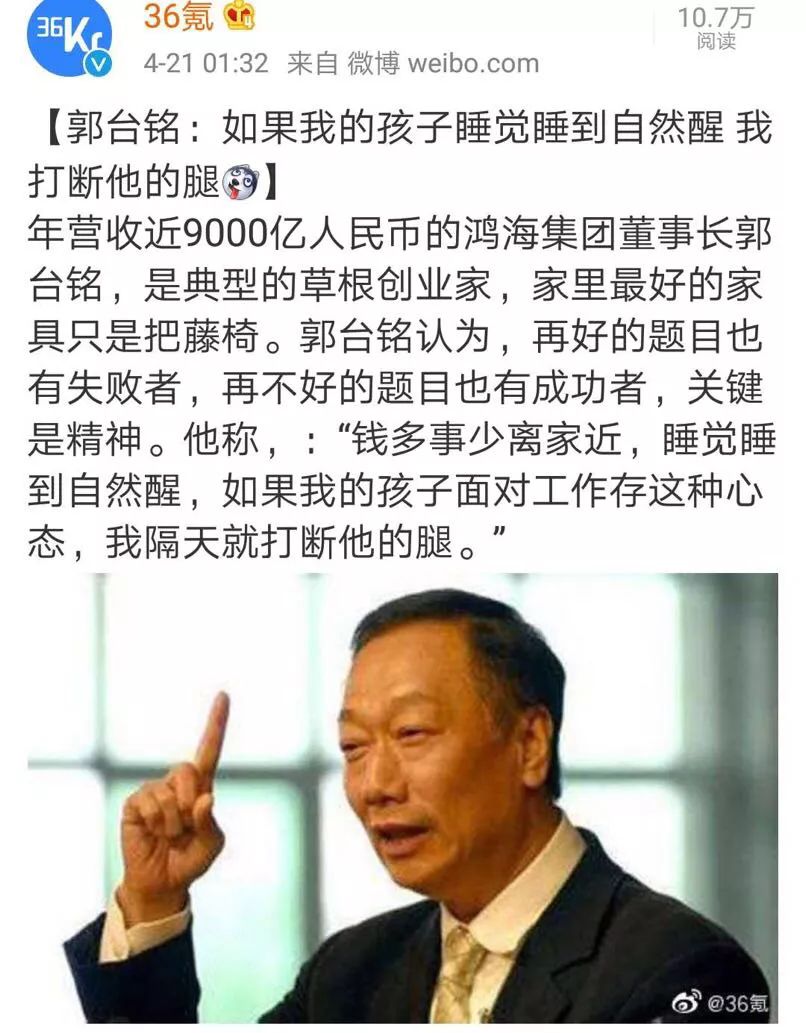 36Kr
36氪
10.7万
阅读
4-21 01:32 来自 微博 weibo.com
【郭台铭：如果我的孩子睡觉睡到自然醒 我
打断他的腿】
年营收近9000亿人民币的鸿海集团董事长郭
台铭，是典型的草根创业家，家里最好的家
具只是把藤椅。郭台铭认为，再好的题目也
有失败者，再不好的题目也有成功者，关键
是精神。他称，：“钱多事少离家近，睡觉睡
到自然醒，如果我的孩子面对工作存这种心
态，我隔天就打断他的腿。”
@36氪